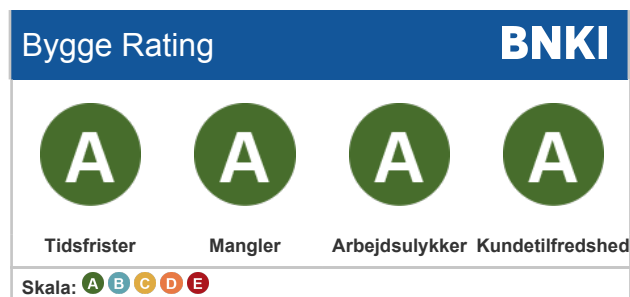 Bygge Rating BNKI
A A A A
Tidsfrister Mangler Arbejdsulykker Kundetilfredshed
Skala: A B C D E